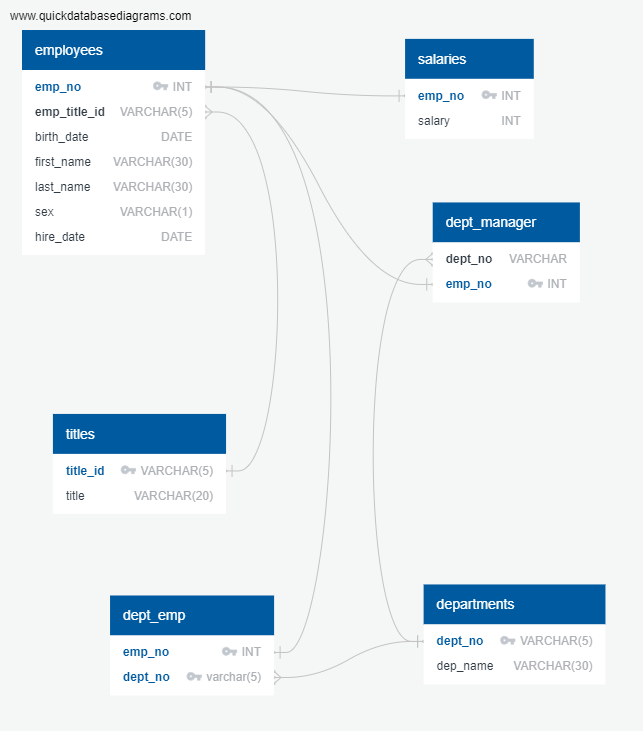 www.quickdatabasediagrams.com
employees
emp_no INT
emp_title_id VARCHAR(5)
birth_date DATE
first_name VARCHAR(30)
last_name VARCHAR(30)
sex VARCHAR(1)
hire_date DATE
salaries
emp_no INT
salary INT
dept_manager
dept_no VARCHAR
emp_no INT
titles
title_id VARCHAR(5)
title VARCHAR(20)
dept_emp
emp_no INT
dept_no varchar(5)
departments
dept_no VARCHAR(5)
dep_name VARCHAR(30)